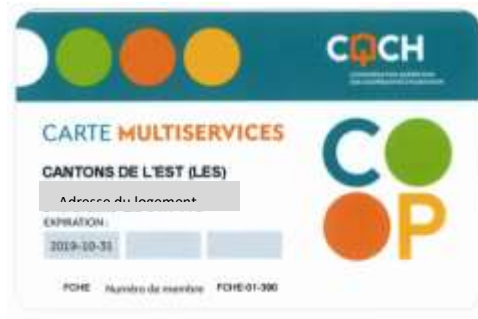 CQCH
CARTE MULTISERVICES
CANTONS DE L'EST (LES)
Adresse du logement
EXPIRATION:
2019-10-31
FCHE Numéro de membre FCHE-01-390
COOP